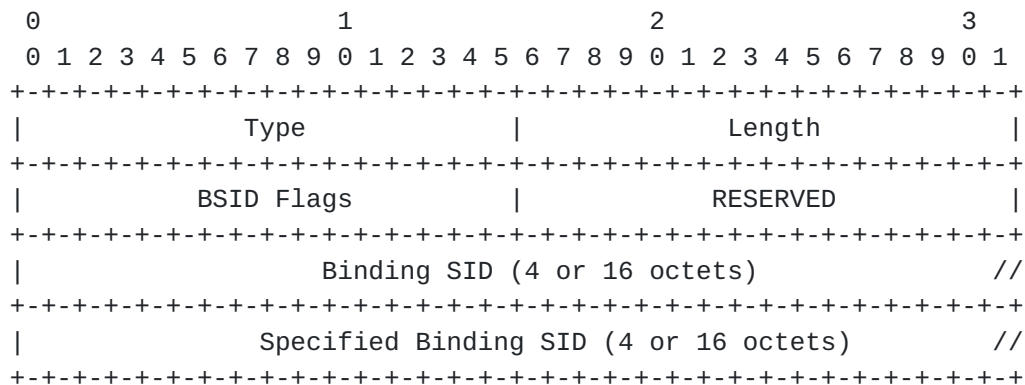 0                   1                   2                   3
 0 1 2 3 4 5 6 7 8 9 0 1 2 3 4 5 6 7 8 9 0 1 2 3 4 5 6 7 8 9 0 1
+-+-+-+-+-+-+-+-+-+-+-+-+-+-+-+-+-+-+-+-+-+-+-+-+-+-+-+-+-+-+-+-+
|              Type             |             Length            |
+-+-+-+-+-+-+-+-+-+-+-+-+-+-+-+-+-+-+-+-+-+-+-+-+-+-+-+-+-+-+-+-+
|           BSID Flags          |            RESERVED           |
+-+-+-+-+-+-+-+-+-+-+-+-+-+-+-+-+-+-+-+-+-+-+-+-+-+-+-+-+-+-+-+-+
|                   Binding SID (4 or 16 octets)               //
+-+-+-+-+-+-+-+-+-+-+-+-+-+-+-+-+-+-+-+-+-+-+-+-+-+-+-+-+-+-+-+-+
|               Specified Binding SID (4 or 16 octets)         //
+-+-+-+-+-+-+-+-+-+-+-+-+-+-+-+-+-+-+-+-+-+-+-+-+-+-+-+-+-+-+-+-+